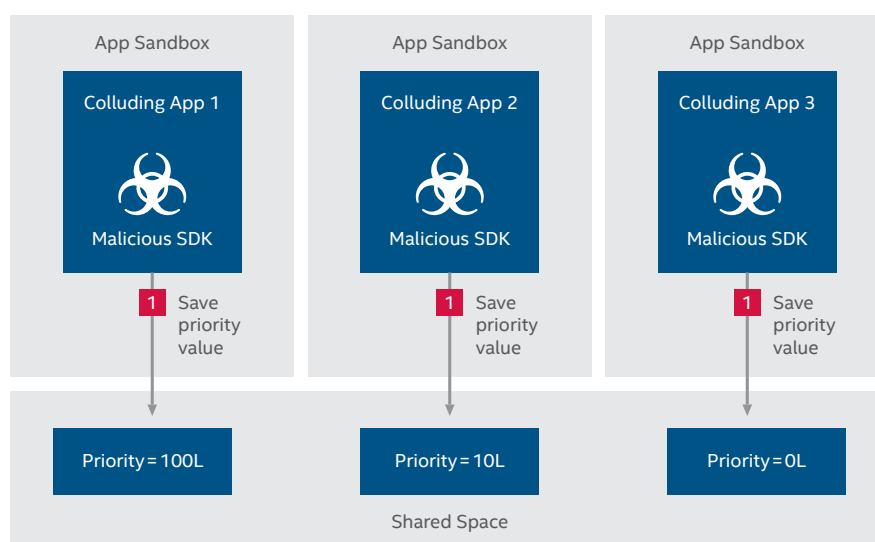 App Sandbox
Colluding App 1
Malicious SDK
1
Save
priority
value
App Sandbox
Colluding App 2
Malicious SDK
1
Save
priority
value
App Sandbox
Colluding App 3
Malicious SDK
1
Save
priority
value
Priority=100L
Priority=10L
Priority=0L
Shared Space